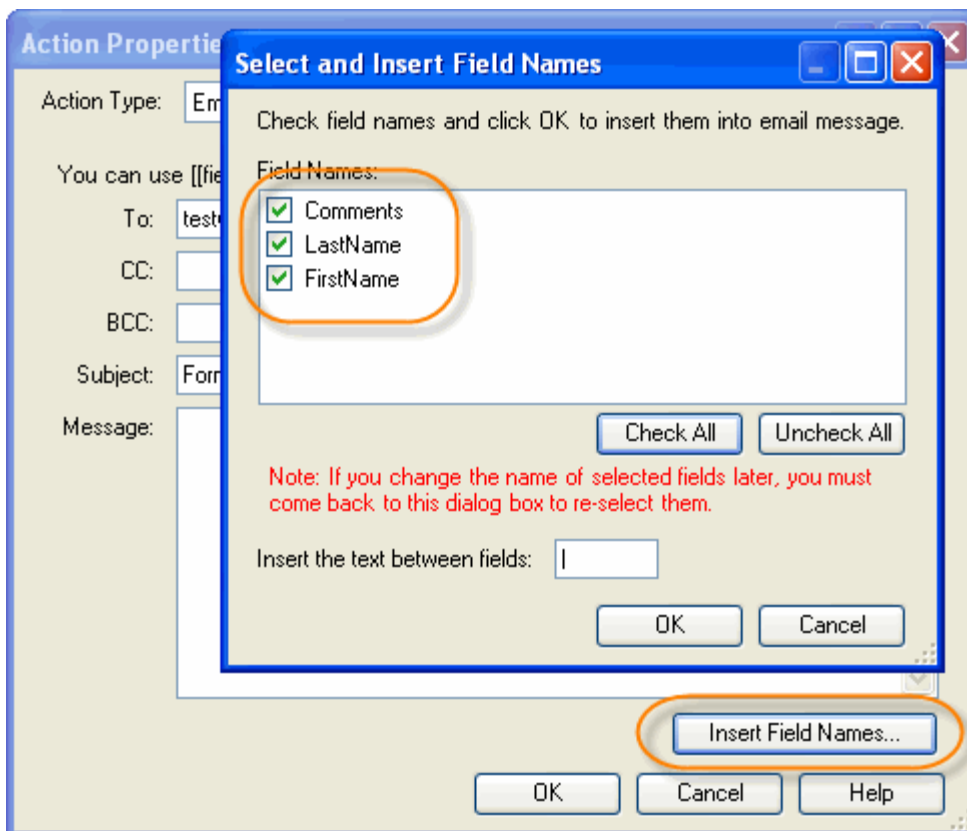 Action Propertie
Select and Insert Field Names
Action Type: Em
Check field names and click OK to insert them into email message.
You can use [[fie
Field Names:
Comments
LastName
FirstName
To: test
CC:
BCC:
Subject: Forr
Message:
Check All Uncheck All
Note: If you change the name of selected fields later, you must
come back to this dialog box to re-select them.
Insert the text between fields:
OK Cancel
Insert Field Names...
OK Cancel Help